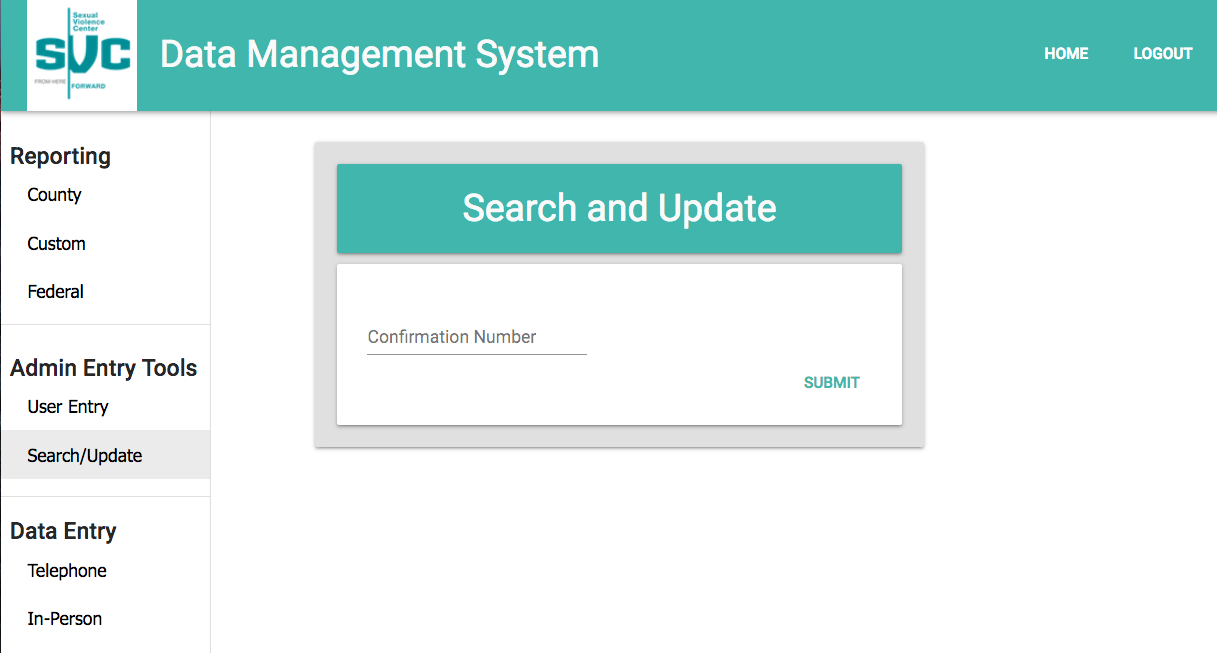 Sexual
Violence
Center
SVC
FROM HERE
FORWARD
Data Management System
HOME
LOGOUT
Reporting
County
Custom
Federal
Admin Entry Tools
User Entry
Search/Update
Data Entry
Telephone
In-Person
Search and Update
Confirmation Number
SUBMIT